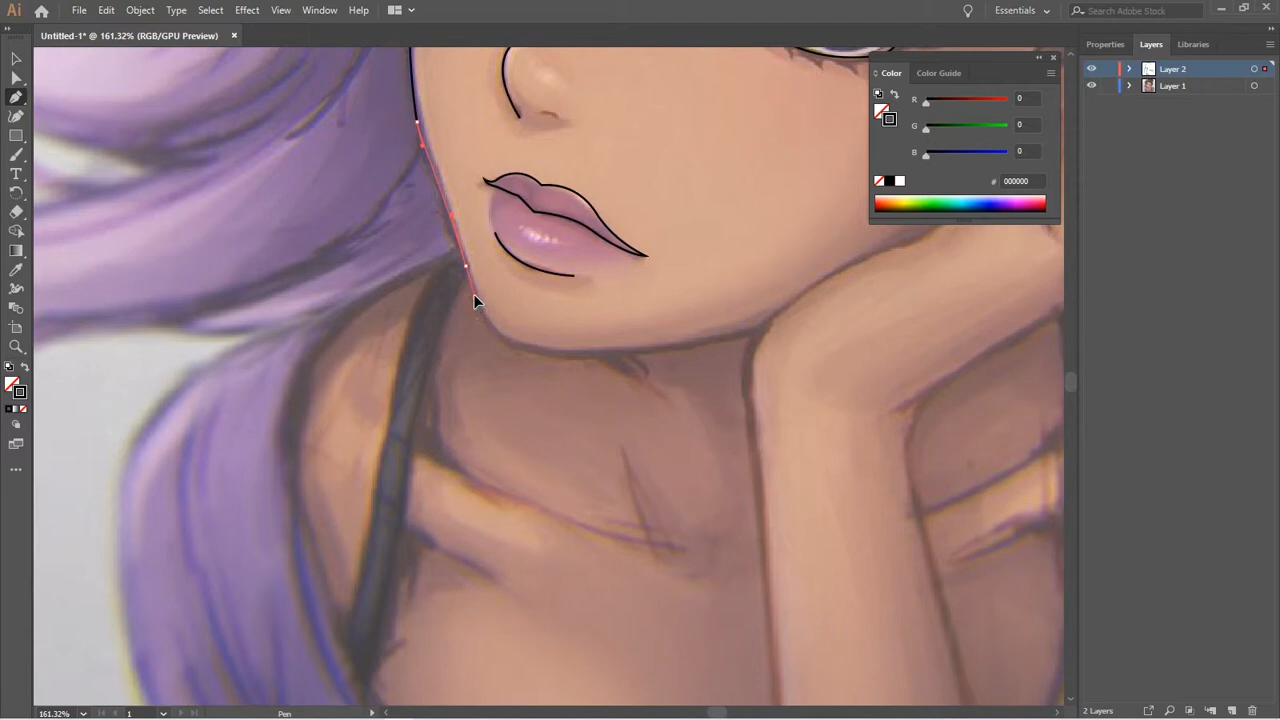 Ai File Edit Object Type Select Effect View Window Help Essentials Search Adobe Stock
Untitled-1* @ 161.32% (RGB/GPU Preview) ×
Properties Layers Libraries
Layer 2
Layer 1
Color Color Guide
R 0
G 0
B 0
# 000000
161.32% 1 Pen 2 Layers